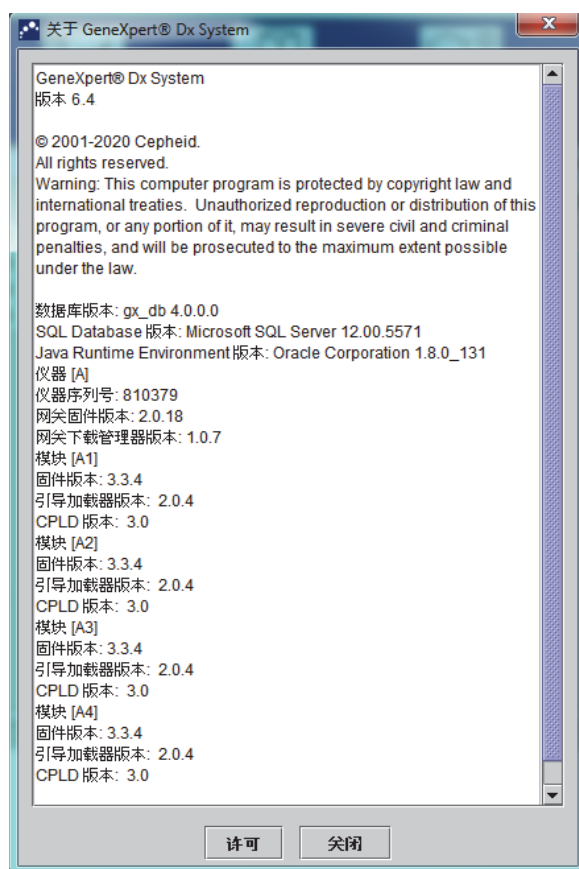 关于 GeneXpert® Dx System
GeneXpert® Dx System
版本 6.4
© 2001-2020 Cepheid.
All rights reserved.
Warning: This computer program is protected by copyright law and
international treaties.  Unauthorized reproduction or distribution of this
program, or any portion of it, may result in severe civil and criminal
penalties, and will be prosecuted to the maximum extent possible
under the law.
数据库版本: gx_db 4.0.0.0
SQL Database 版本: Microsoft SQL Server 12.00.5571
Java Runtime Environment 版本: Oracle Corporation 1.8.0_131
仪器 [A]
仪器序列号: 810379
网关固件版本: 2.0.18
网关下载管理器版本: 1.0.7
模块 [A1]
固件版本: 3.3.4
引导加载器版本:  2.0.4
CPLD 版本:  3.0
模块 [A2]
固件版本: 3.3.4
引导加载器版本:  2.0.4
CPLD 版本:  3.0
模块 [A3]
固件版本: 3.3.4
引导加载器版本:  2.0.4
CPLD 版本:  3.0
模块 [A4]
固件版本: 3.3.4
引导加载器版本:  2.0.4
CPLD 版本:  3.0
许可 关闭